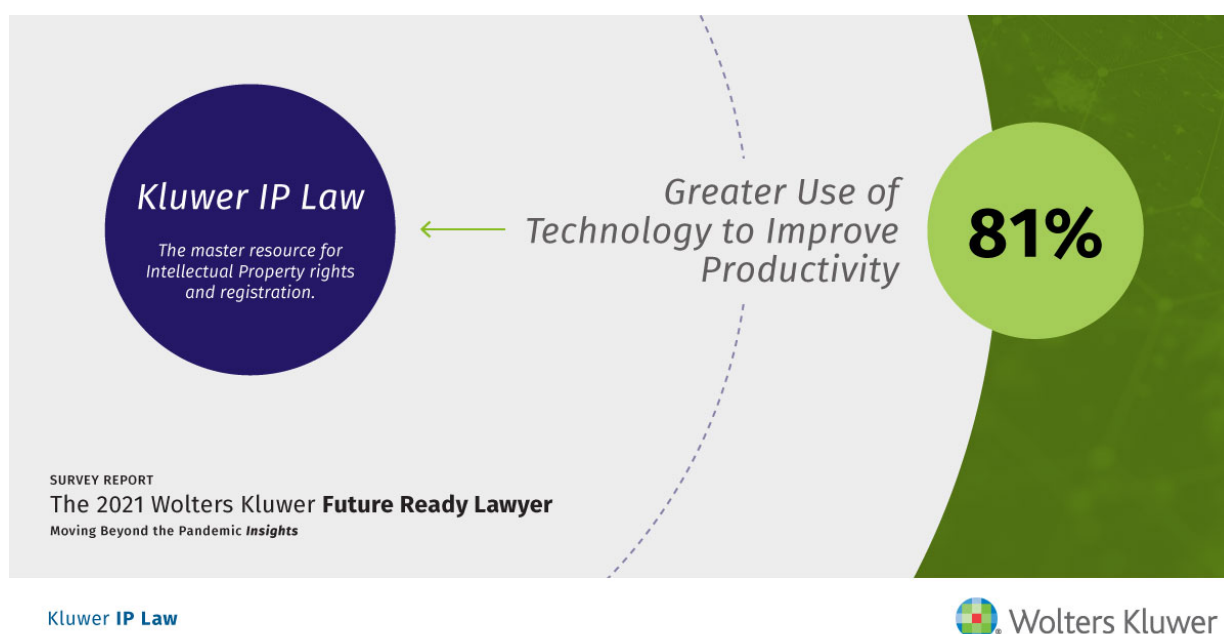 Kluwer IP Law
The master resource for
Intellectual Property rights
and registration.
Greater Use of
Technology to Improve
Productivity
81%
SURVEY REPORT
The 2021 Wolters Kluwer Future Ready Lawyer
Moving Beyond the Pandemic Insights
Kluwer IP Law
Wolters Kluwer